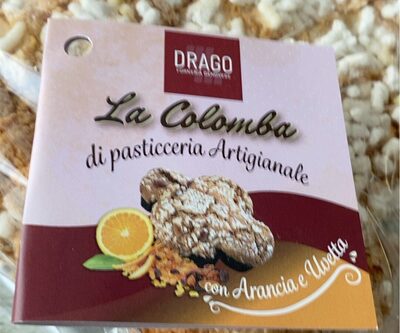 DRAGO
La Colomba
di pasticceria Artigianale
con Arancia e Uvetta